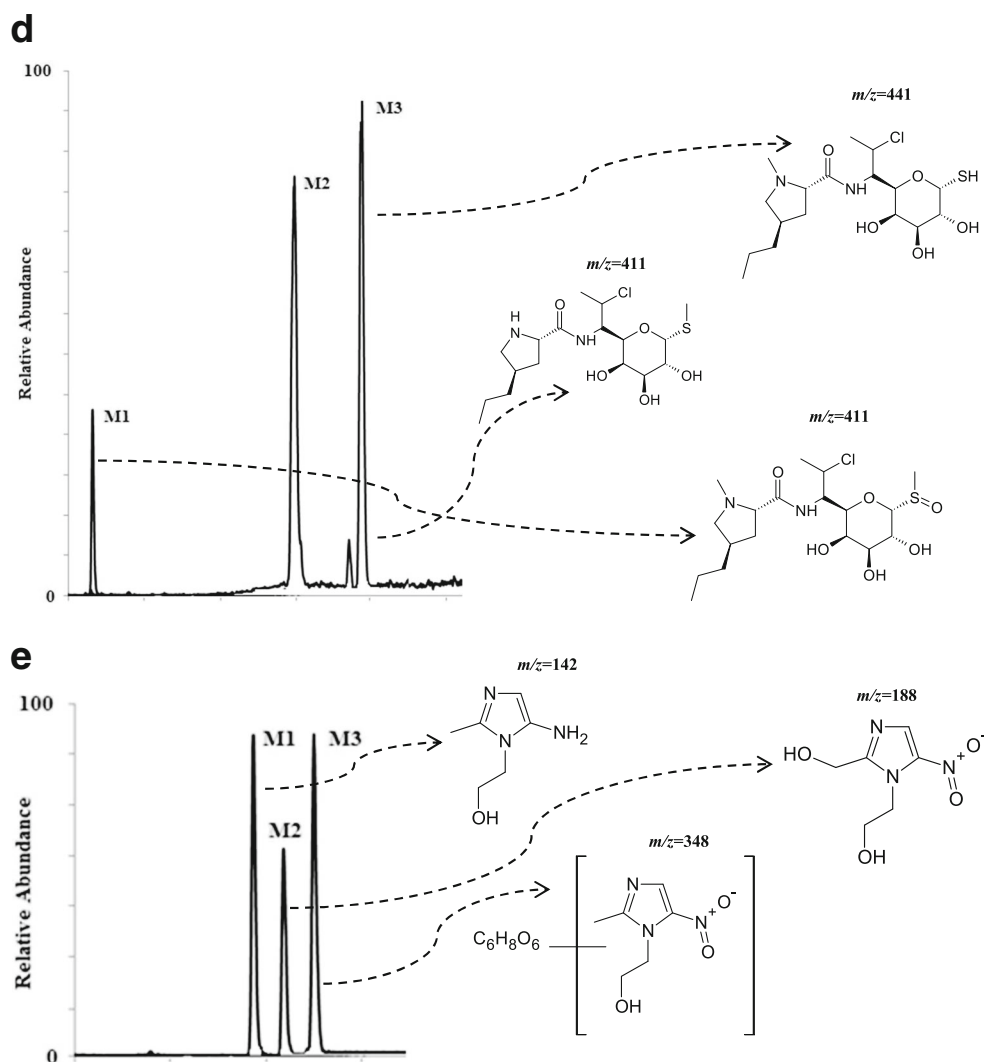 d
100
Relative Abundance
0
M1
M2
M3
m/z=441
Cl
O
N
NH
O
SH
HO
OH
OH
m/z=411
Cl
O
H
N
NH
O
S
HO
OH
OH
m/z=411
Cl
O
N
NH
O
S
O
HO
OH
OH
e
100
Relative Abundance
0
M1
M2
M3
m/z=142
N
N
NH2
OH
m/z=188
N
HO
N
N+
O-
O
OH
m/z=348
C6H8O6
N
N
N+
O-
O
OH